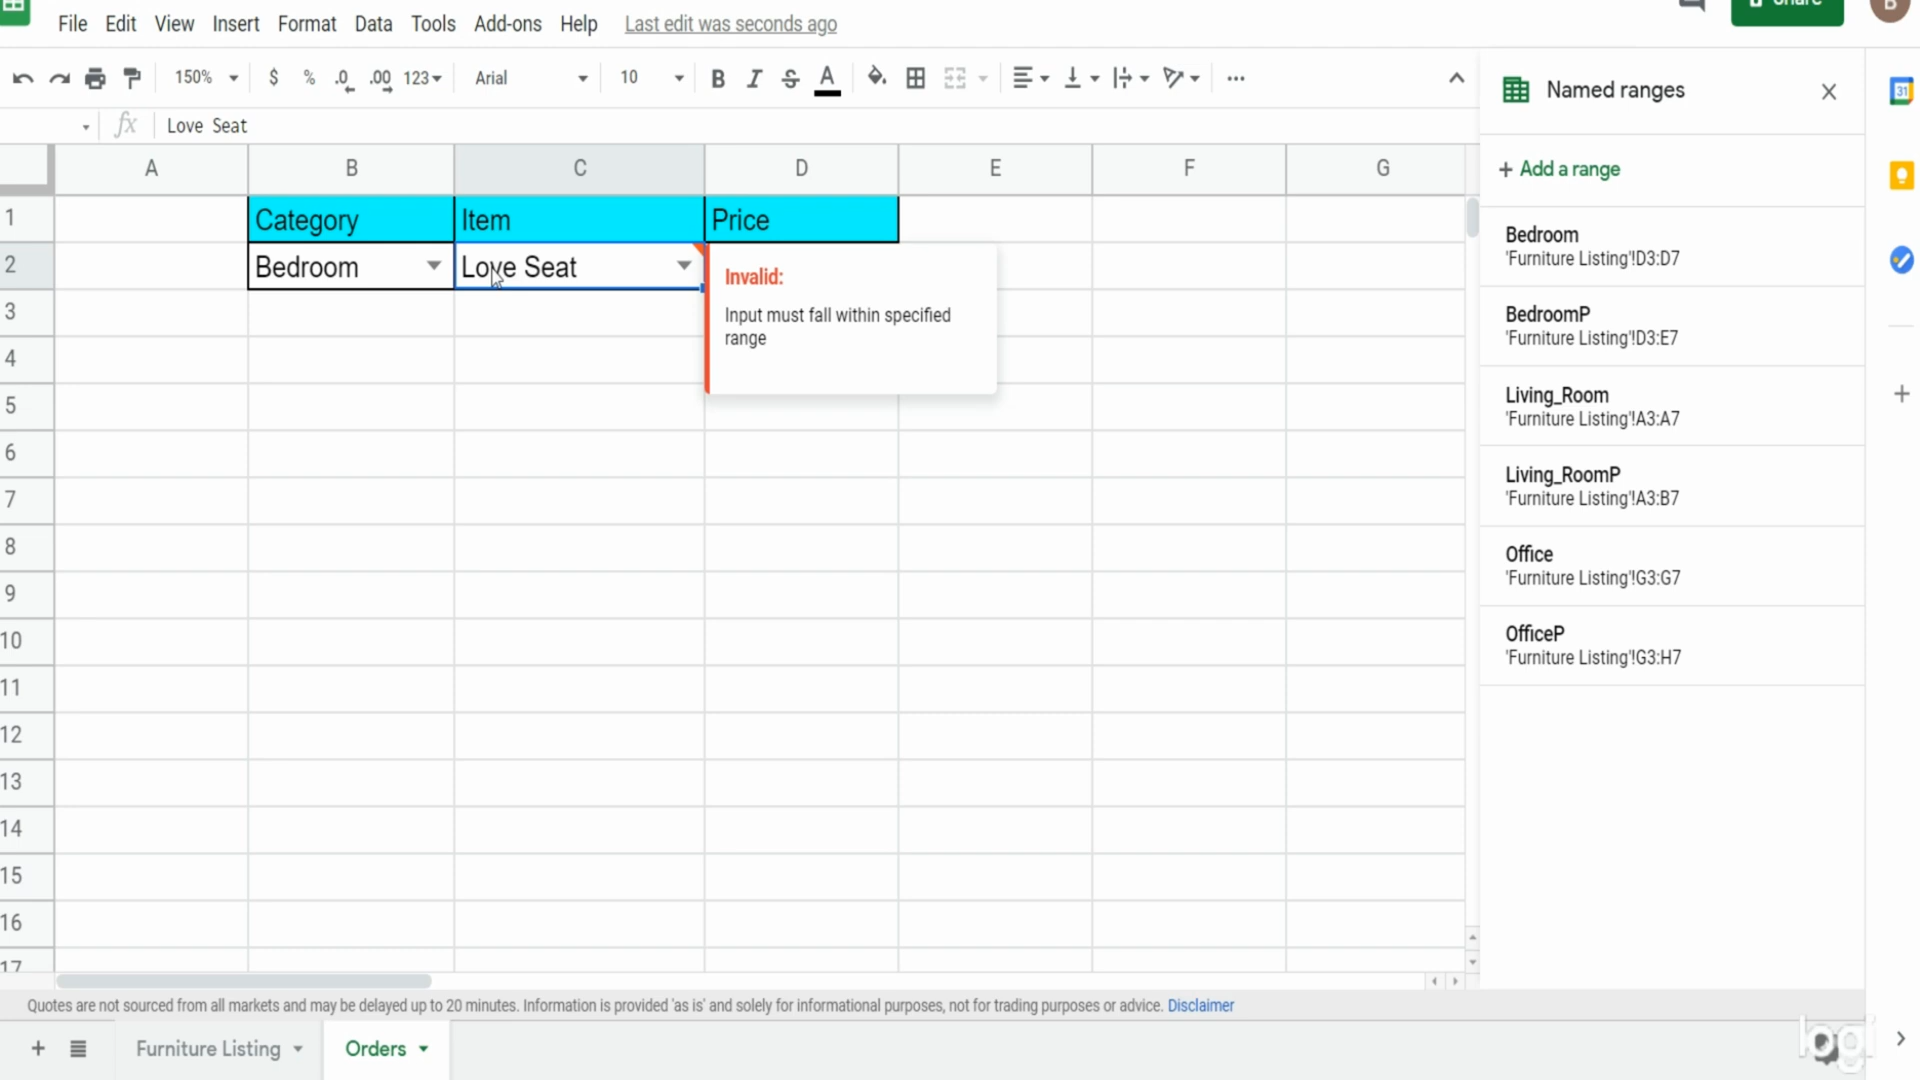 Share
B
File Edit View Insert Format Data Tools Add-ons Help Last edit was seconds ago
150% $ % .0 .00 123 Arial 10 B I S A
Named ranges
31
fx Love Seat
A B C D E F G
+ Add a range
1 Category Item Price
2 Bedroom Love Seat
Invalid:
Input must fall within specified
range
3
4
5
6
7
8
9
10
11
12
13
14
15
16
17
Bedroom
'Furniture Listing'!D3:D7
BedroomP
'Furniture Listing'!D3:E7
Living_Room
'Furniture Listing'!A3:A7
Living_RoomP
'Furniture Listing'!A3:B7
Office
'Furniture Listing'!G3:G7
OfficeP
'Furniture Listing'!G3:H7
Quotes are not sourced from all markets and may be delayed up to 20 minutes. Information is provided 'as is' and solely for informational purposes, not for trading purposes or advice. Disclaimer
+ Furniture Listing Orders
logi